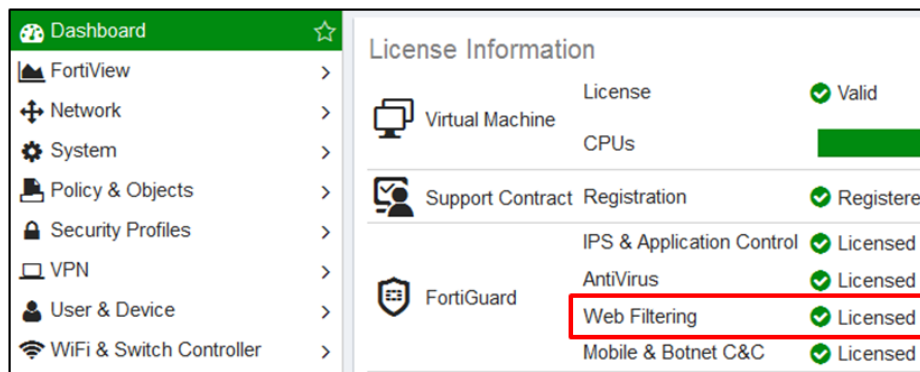 Dashboard
FortiView
Network
System
Policy & Objects
Security Profiles
VPN
User & Device
WiFi & Switch Controller
License Information
Virtual Machine
License Valid
CPUs
Support Contract Registration Registere
FortiGuard
IPS & Application Control Licensed
AntiVirus Licensed
Web Filtering Licensed
Mobile & Botnet C&C Licensed